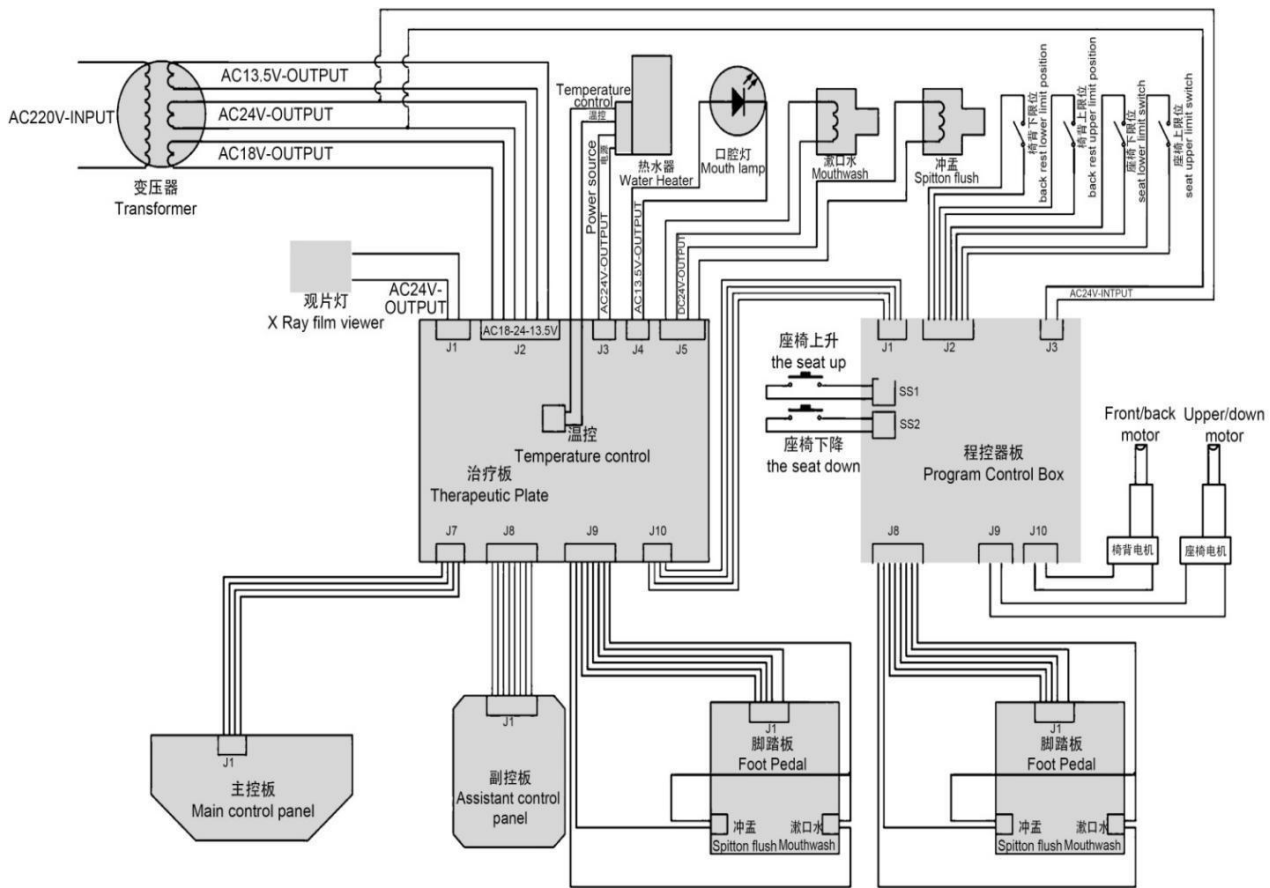 AC220V-INPUT
变压器
Transformer
AC13.5V-OUTPUT
AC24V-OUTPUT
AC18V-OUTPUT
Temperature
control
温控
电源
Power source
热水器
Water Heater
口腔灯
Mouth lamp
漱口水
Mouthwash
冲盂
Spitton flush
椅背下限位
back rest lower limit position
椅背上限位
back rest upper limit position
座椅下限位
seat lower limit switch
座椅上限位
seat upper limit switch
观片灯
X Ray film viewer
AC24V-
OUTPUT
AC24V-OUTPUT
AC13.5V-OUTPUT
DC24V-OUTPUT
AC24V-INTPUT
J1
AC18-24-13.5V
J2
J3
J4
J5
温控
Temperature control
治疗板
Therapeutic Plate
J7
J8
J9
J10
座椅上升
the seat up
座椅下降
the seat down
J1
J2
J3
SS1
SS2
程控器板
Program Control Box
J8
J9
J10
Front/back
motor
Upper/down
motor
椅背电机
座椅电机
J1
主控板
Main control panel
J1
副控板
Assistant control
panel
J1
脚踏板
Foot Pedal
冲盂
Spitton flush
漱口水
Mouthwash
J1
脚踏板
Foot Pedal
冲盂
Spitton flush
漱口水
Mouthwash